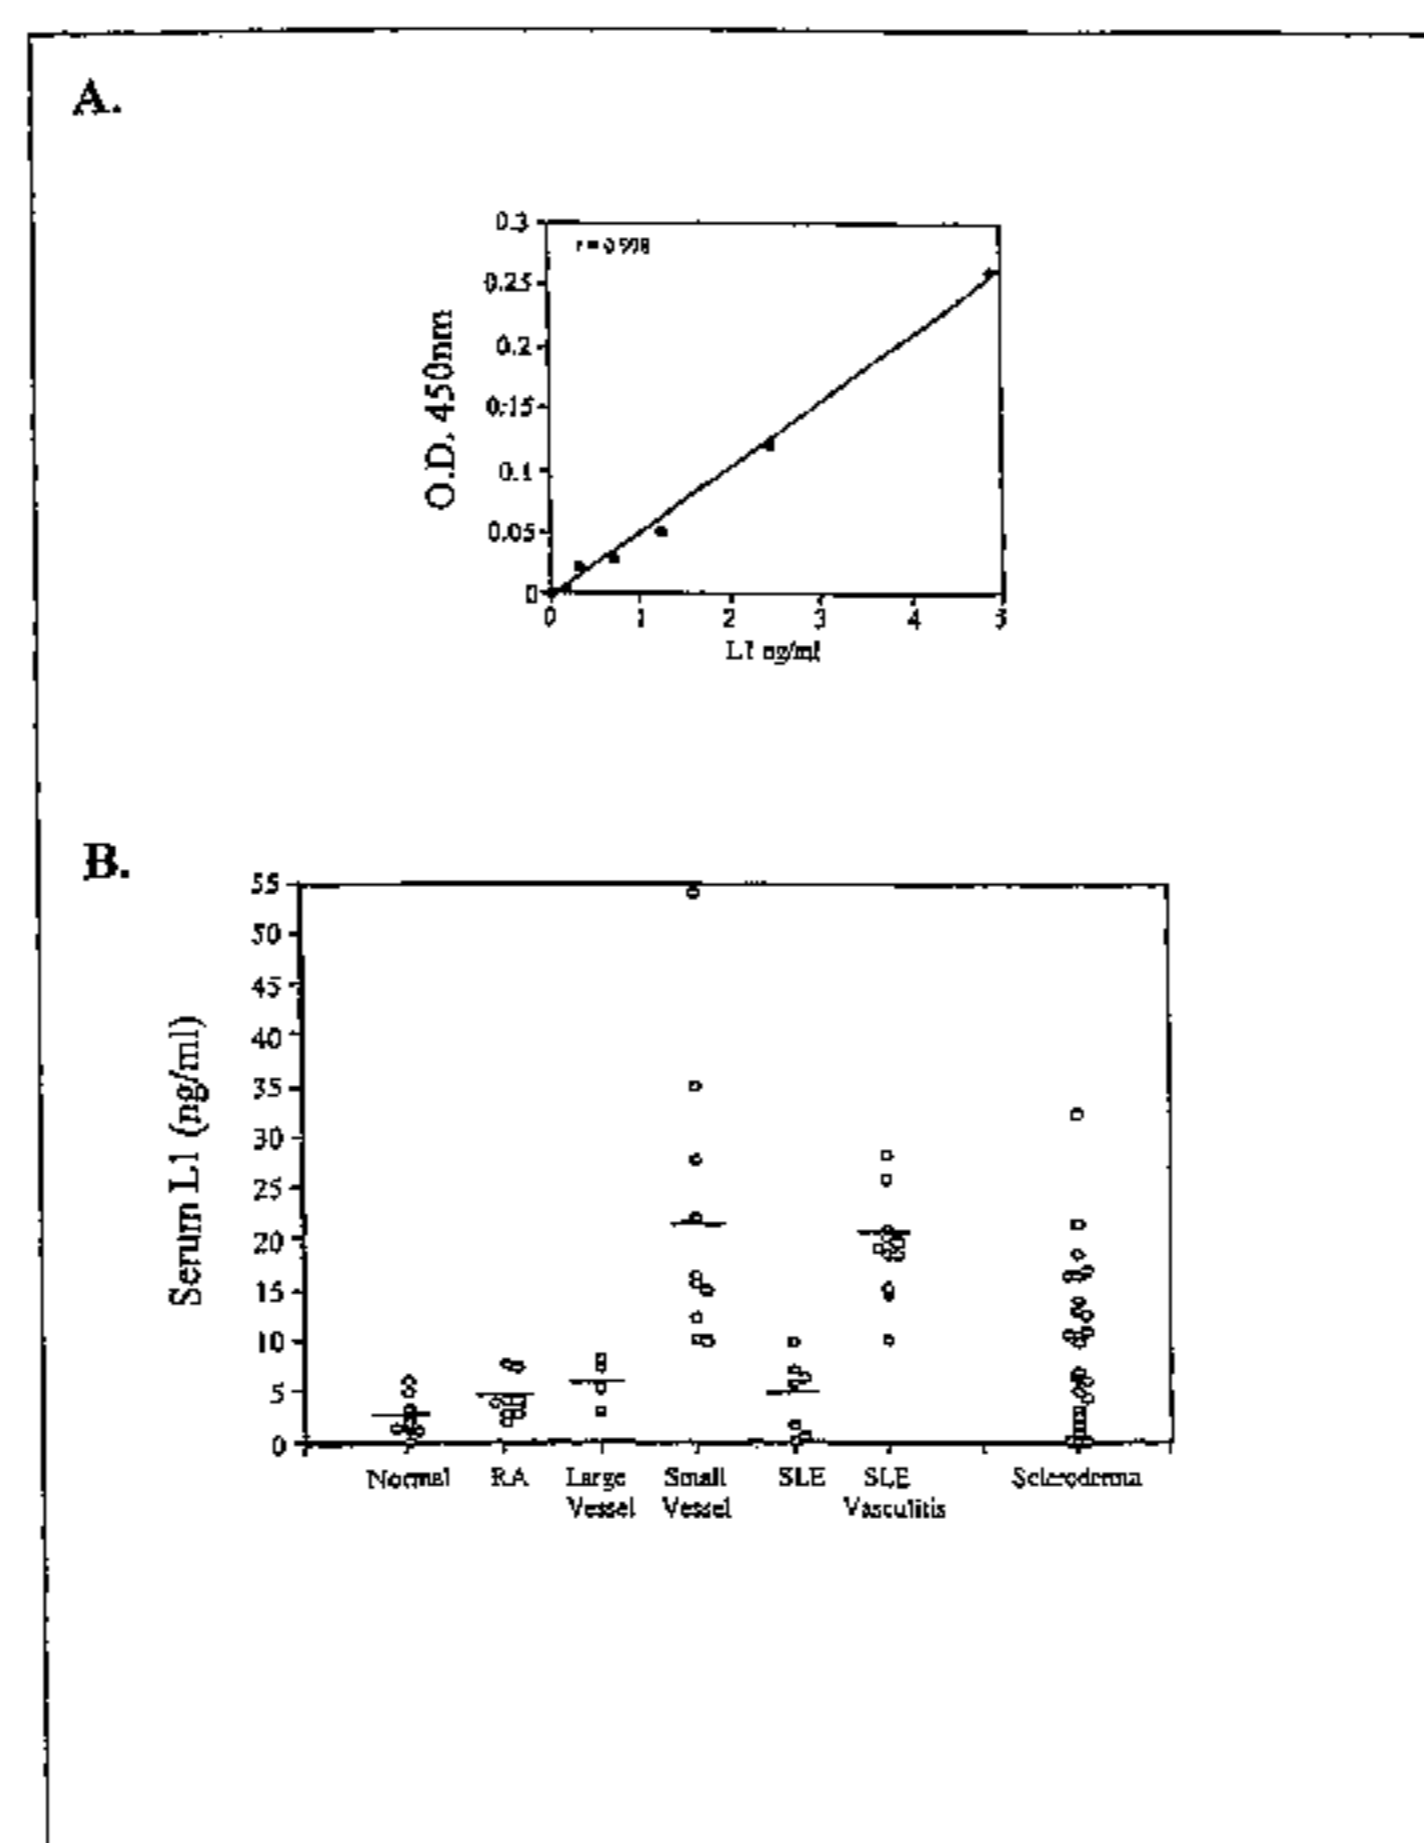 A.
0.3
r = 0.998
0.25
0.2
0.15
0.1
0.05
0
0 1 2 3 4 5
O.D. 450nm
L1 ng/ml
B.
55
50
45
40
35
30
25
20
15
10
5
0
Serum L1 (ng/ml)
Normal RA Large Small SLE SLE Scleroderma
Vessel Vessel Vasculitis